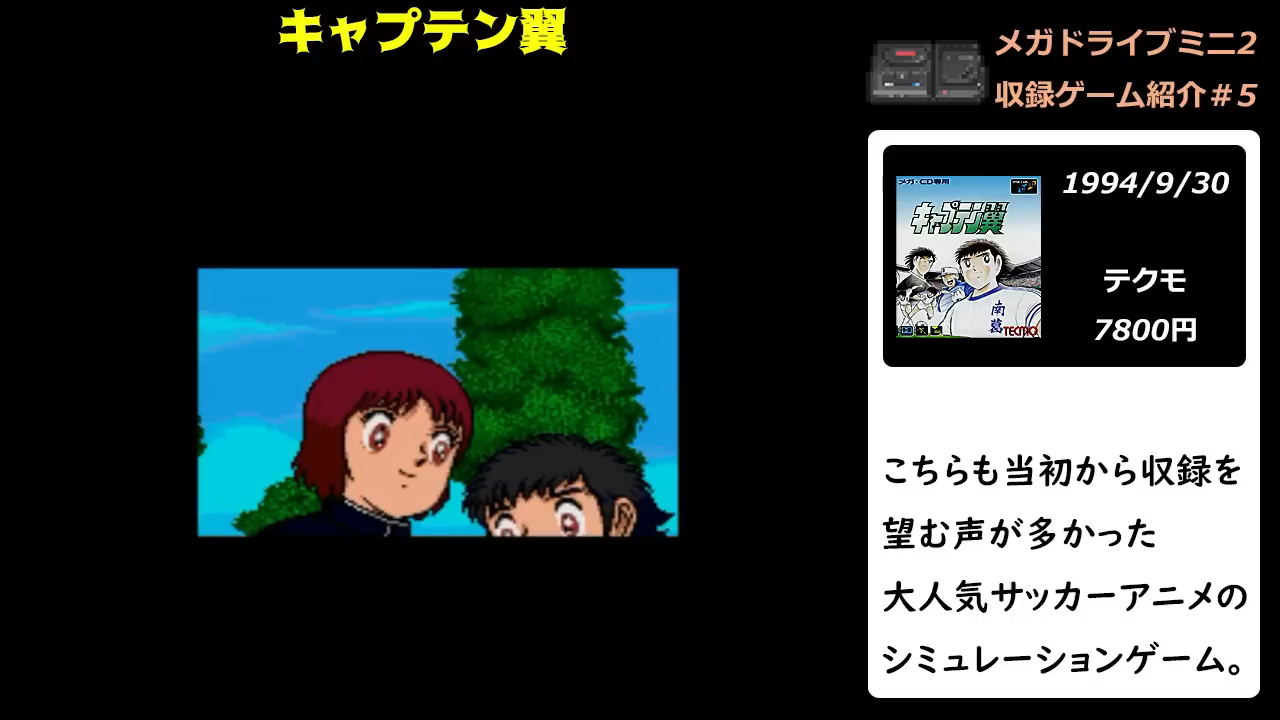 キャプテン翼
メガドライブミニ2
収録ゲーム紹介＃5
メガ-CD専用
キャプテン翼
南葛
TECMO
1994/9/30
テクモ
7800円
こちらも当初から収録を
望む声が多かった
大人気サッカーアニメの
シミュレーションゲーム。